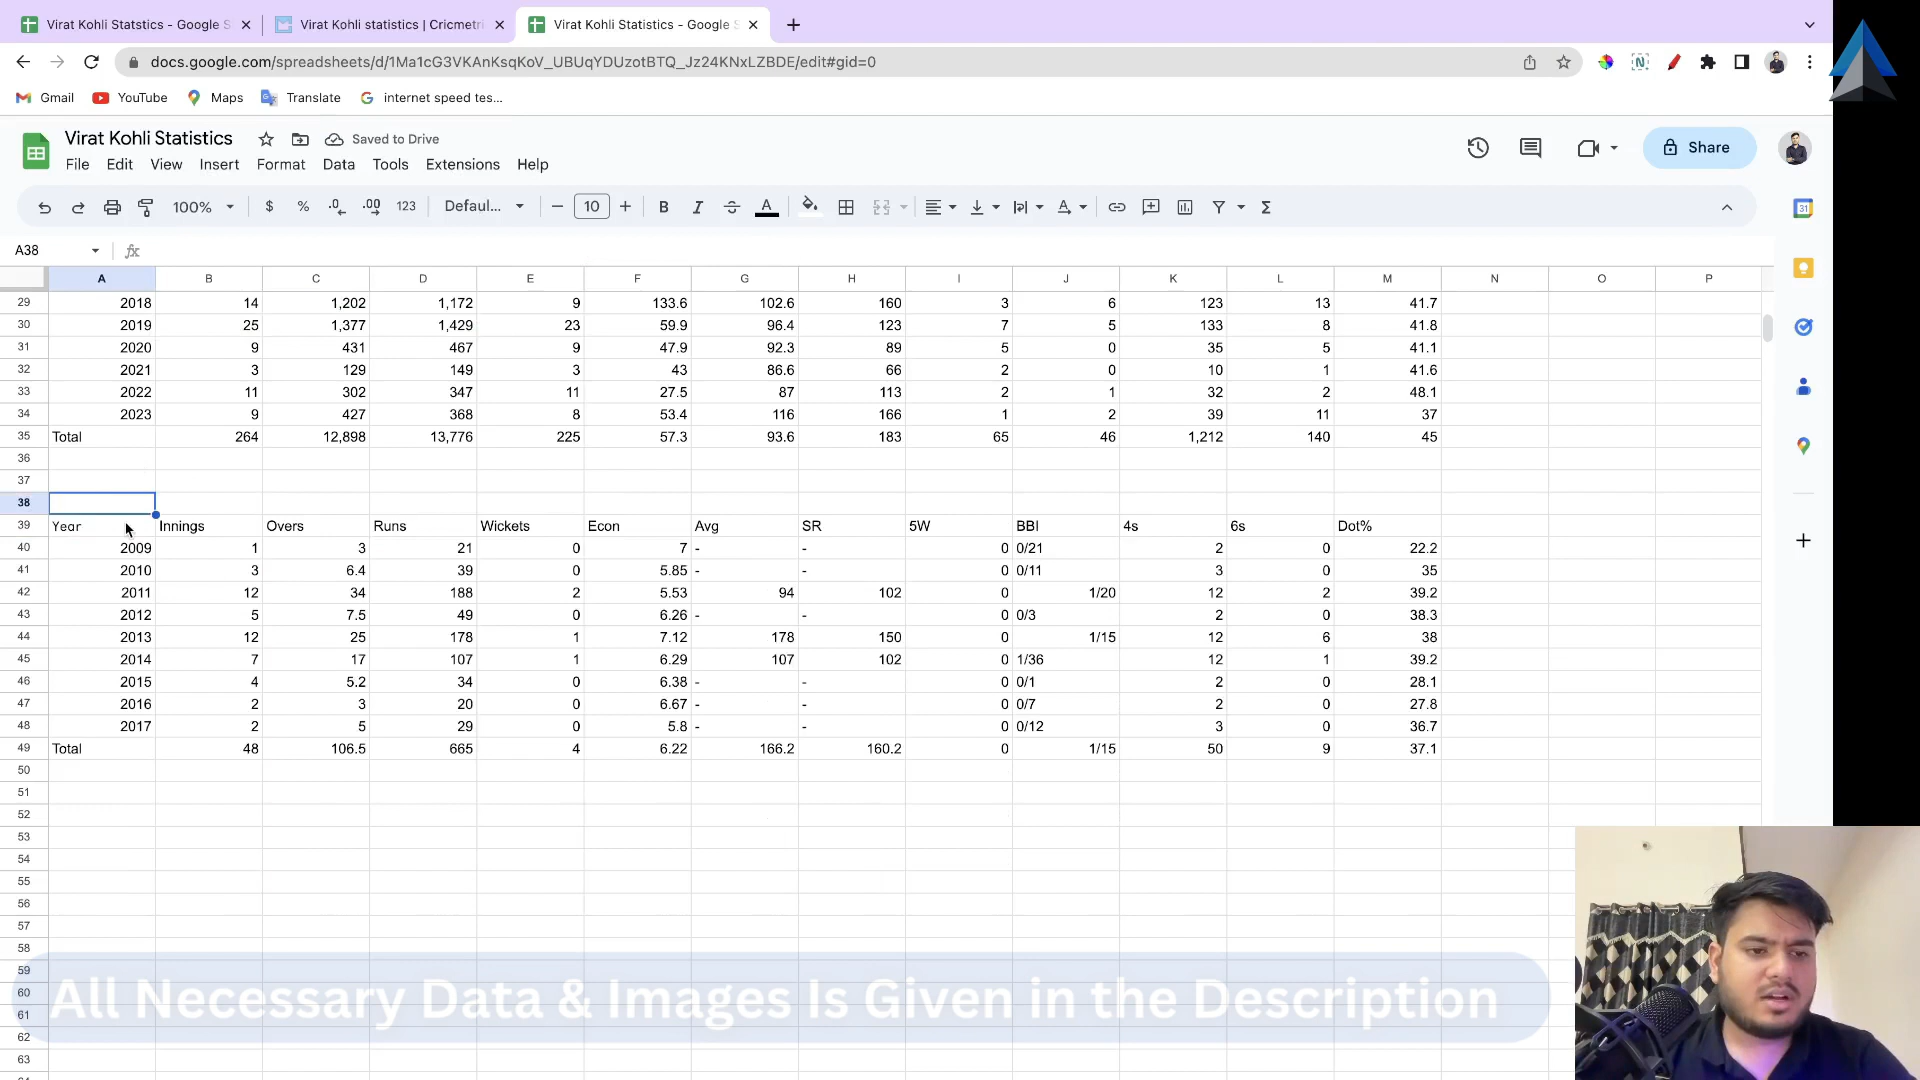 Virat Kohli Statstics - Google S
Virat Kohli statistics | Cricmetri
Virat Kohli Statistics - Google S
docs.google.com/spreadsheets/d/1Ma1cG3VKAnKsqKoV_UBUqYDUzotBTQ_Jz24KNxLZBDE/edit#gid=0
Gmail YouTube Maps Translate internet speed tes...
Virat Kohli Statistics Saved to Drive
File Edit View Insert Format Data Tools Extensions Help
Share
100% $ % .0 .00 123 Defaul... 10 B I A
A38 fx
A B C D E F G H I J K L M N O P
29 2018 14 1,202 1,172 9 133.6 102.6 160 3 6 123 13 41.7
30 2019 25 1,377 1,429 23 59.9 96.4 123 7 5 133 8 41.8
31 2020 9 431 467 9 47.9 92.3 89 5 0 35 5 41.1
32 2021 3 129 149 3 43 86.6 66 2 0 10 1 41.6
33 2022 11 302 347 11 27.5 87 113 2 1 32 2 48.1
34 2023 9 427 368 8 53.4 116 166 1 2 39 11 37
35 Total 264 12,898 13,776 225 57.3 93.6 183 65 46 1,212 140 45
36
37
38
39 Year Innings Overs Runs Wickets Econ Avg SR 5W BBI 4s 6s Dot%
40 2009 1 3 21 0 7 - - 0 0/21 2 0 22.2
41 2010 3 6.4 39 0 5.85 - - 0 0/11 3 0 35
42 2011 12 34 188 2 5.53 94 102 0 1/20 12 2 39.2
43 2012 5 7.5 49 0 6.26 - - 0 0/3 2 0 38.3
44 2013 12 25 178 1 7.12 178 150 0 1/15 12 6 38
45 2014 7 17 107 1 6.29 107 102 0 1/36 12 1 39.2
46 2015 4 5.2 34 0 6.38 - - 0 0/1 2 0 28.1
47 2016 2 3 20 0 6.67 - - 0 0/7 2 0 27.8
48 2017 2 5 29 0 5.8 - - 0 0/12 3 0 36.7
49 Total 48 106.5 665 4 6.22 166.2 160.2 0 1/15 50 9 37.1
50
51
52
53
54
55
56
57
58
59
60
61
62
63
All Necessary Data & Images Is Given in the Description